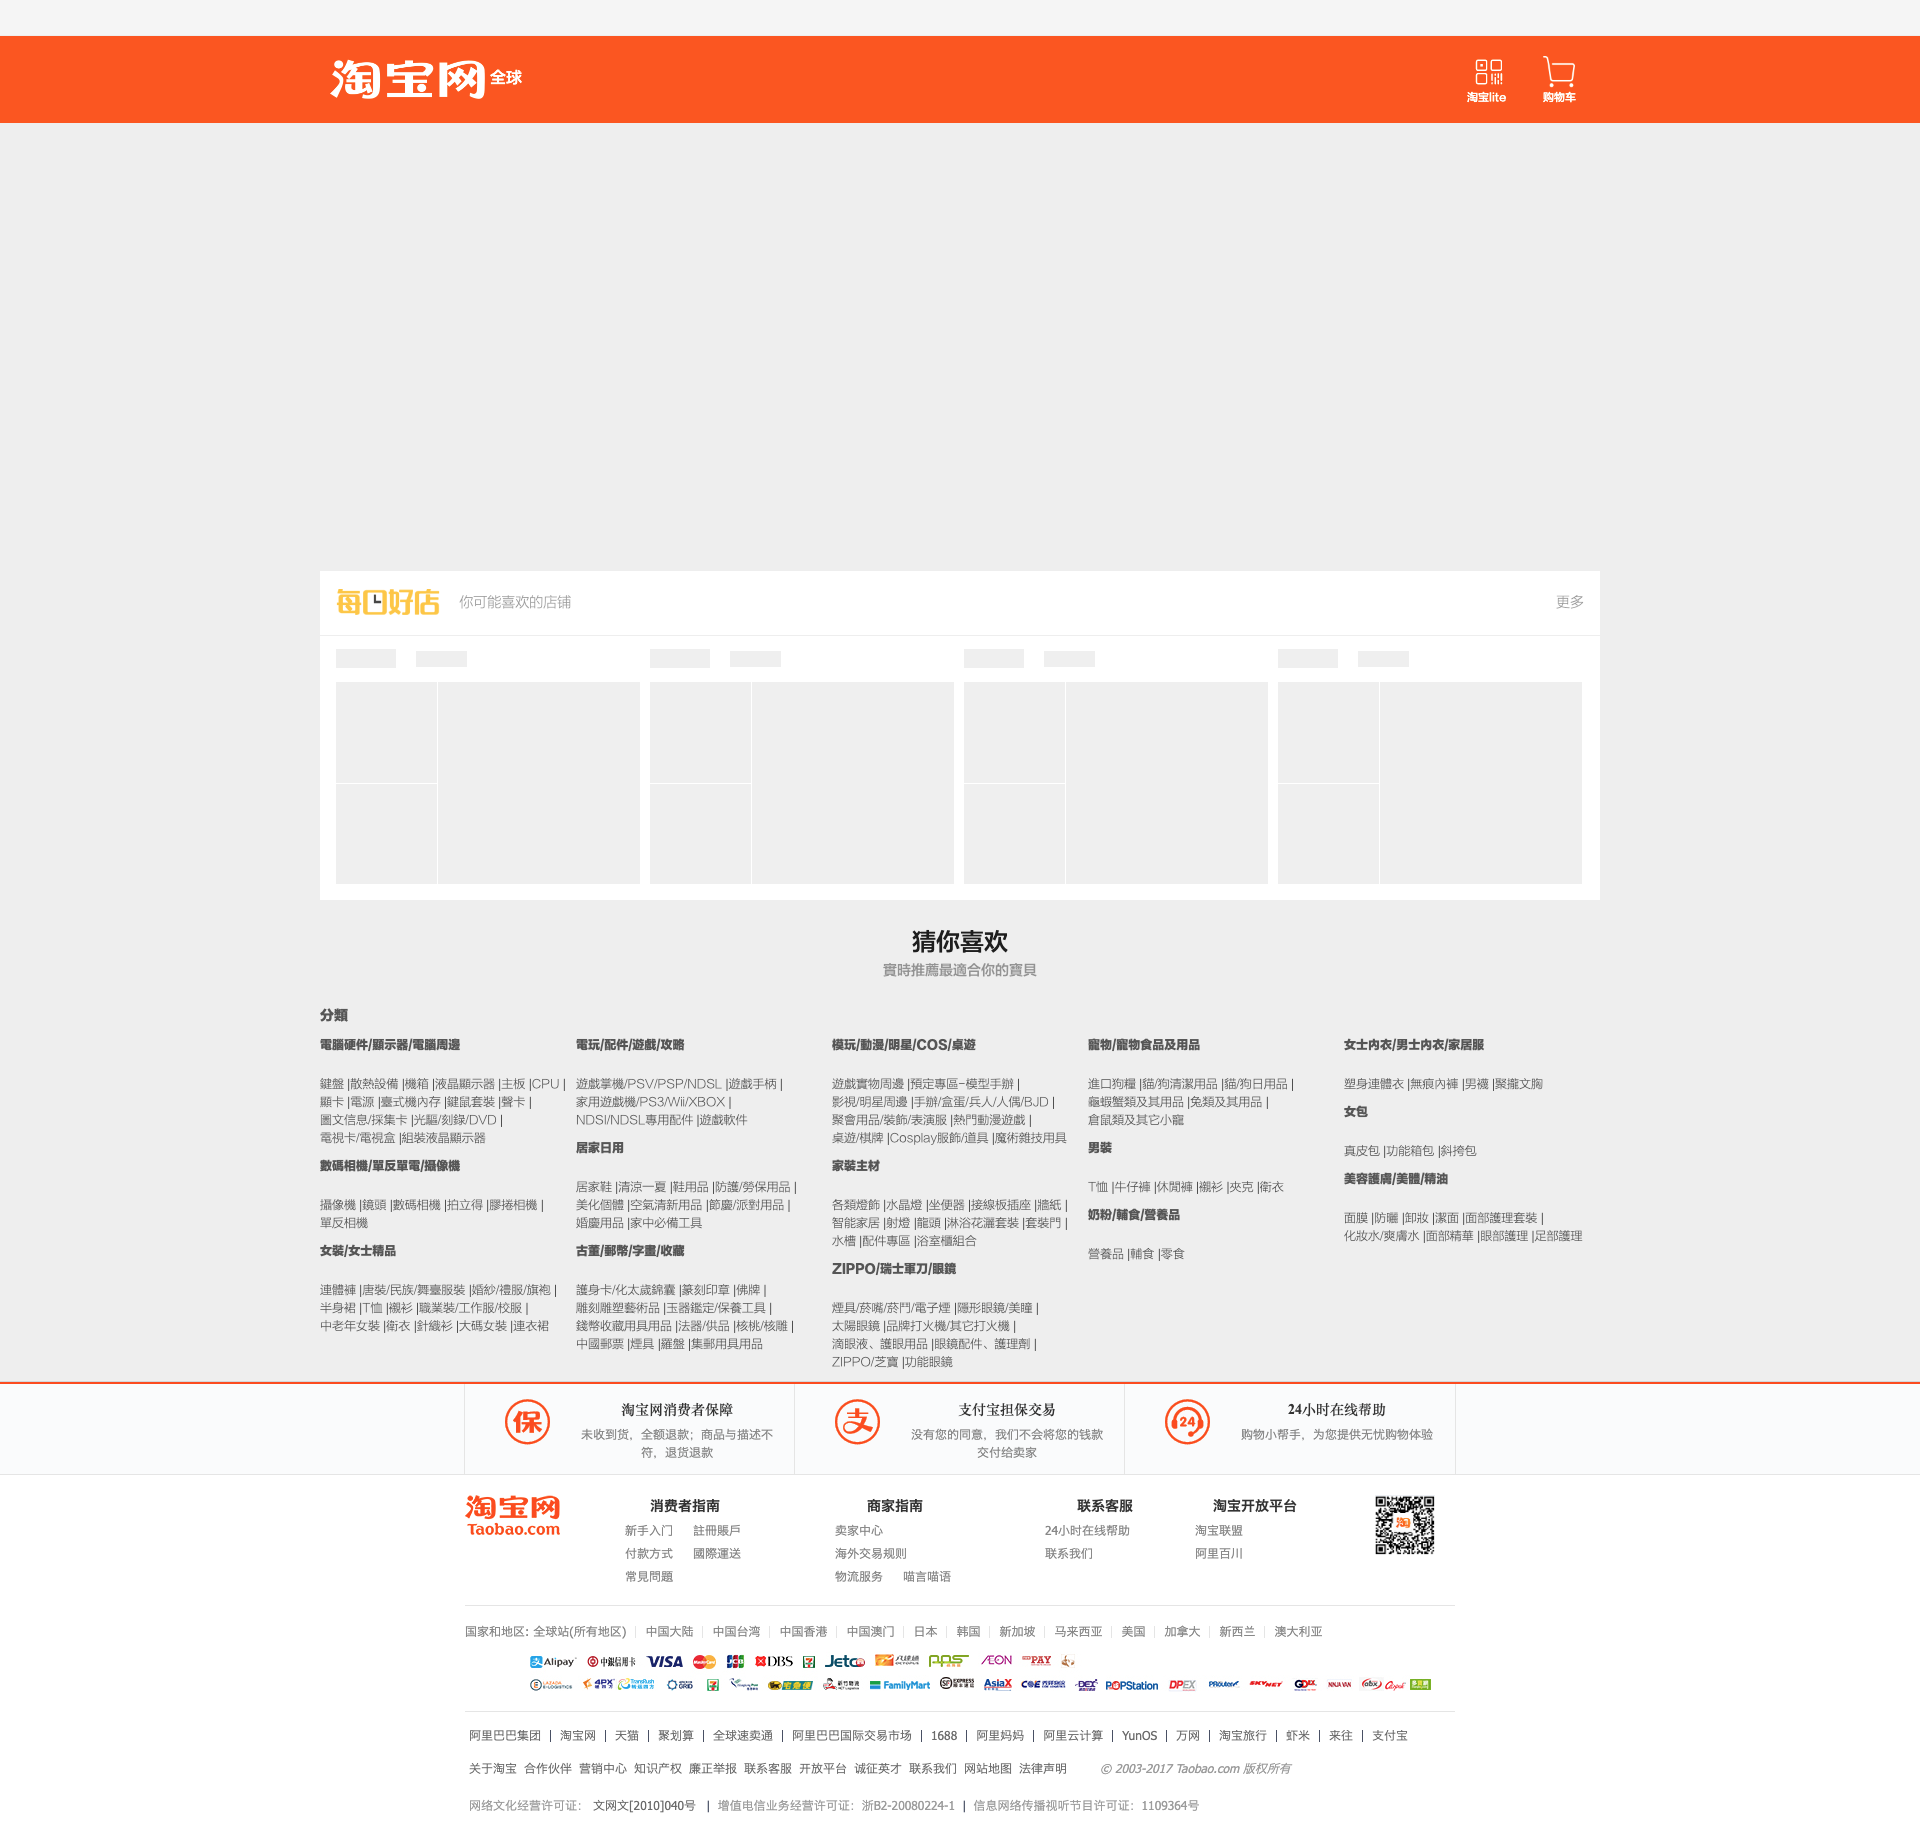 淘宝网 全球
淘宝lite
购物车
每日好店
你可能喜欢的店铺
更多
猜你喜欢
實時推薦最適合你的寶貝
分類
電腦硬件/顯示器/電腦周邊
鍵盤 |散熱設備 |機箱 |液晶顯示器 |主板 |CPU |
顯卡 |電源 |臺式機內存 |鍵鼠套裝 |聲卡 |
圖文信息/採集卡 |光驅/刻錄/DVD |
電視卡/電視盒 |組裝液晶顯示器
數碼相機/單反單電/攝像機
攝像機 |鏡頭 |數碼相機 |拍立得 |膠捲相機 |
單反相機
女裝/女士精品
連體褲 |唐裝/民族/舞臺服裝 |婚紗/禮服/旗袍 |
半身裙 |T恤 |襯衫 |職業裝/工作服/校服 |
中老年女裝 |衛衣 |針織衫 |大碼女裝 |連衣裙
電玩/配件/遊戲/攻略
遊戲掌機/PSV/PSP/NDSL |遊戲手柄 |
家用遊戲機/PS3/Wii/XBOX |
NDSI/NDSL專用配件 |遊戲軟件
居家日用
居家鞋 |清涼一夏 |鞋用品 |防護/勞保用品 |
美化個體 |空氣清新用品 |節慶/派對用品 |
婚慶用品 |家中必備工具
古董/郵幣/字畫/收藏
護身卡/化太歲錦囊 |篆刻印章 |佛牌 |
雕刻雕塑藝術品 |玉器鑑定/保養工具 |
錢幣收藏用具用品 |法器/供品 |核桃/核雕 |
中國郵票 |煙具 |羅盤 |集郵用具用品
模玩/動漫/明星/COS/桌遊
遊戲實物周邊 |預定專區-模型手辦 |
影視/明星周邊 |手辦/盒蛋/兵人/人偶/BJD |
聚會用品/裝飾/表演服 |熱門動漫遊戲 |
桌遊/棋牌 |Cosplay服飾/道具 |魔術雜技用具
家裝主材
各類燈飾 |水晶燈 |坐便器 |接線板插座 |牆紙 |
智能家居 |射燈 |龍頭 |淋浴花灑套裝 |套裝門 |
水槽 |配件專區 |浴室櫃組合
ZIPPO/瑞士軍刀/眼鏡
煙具/菸嘴/菸鬥/電子煙 |隱形眼鏡/美瞳 |
太陽眼鏡 |品牌打火機/其它打火機 |
滴眼液、護眼用品 |眼鏡配件、護理劑 |
ZIPPO/芝寶 |功能眼鏡
寵物/寵物食品及用品
進口狗糧 |貓/狗清潔用品 |貓/狗日用品 |
龜蝦蟹類及其用品 |兔類及其用品 |
倉鼠類及其它小寵
男裝
T恤 |牛仔褲 |休閒褲 |襯衫 |夾克 |衛衣
奶粉/輔食/營養品
營養品 |輔食 |零食
女士內衣/男士內衣/家居服
塑身連體衣 |無痕內褲 |男襪 |聚攏文胸
女包
真皮包 |功能箱包 |斜挎包
美容護膚/美體/精油
面膜 |防曬 |卸妝 |潔面 |面部護理套裝 |
化妝水/爽膚水 |面部精華 |眼部護理 |足部護理
保
淘宝网消费者保障
未收到货，全额退款；商品与描述不
符，退货退款
支
支付宝担保交易
没有您的同意，我们不会将您的钱款
交付给卖家
24
24小时在线帮助
购物小帮手，为您提供无忧购物体验
淘宝网
Taobao.com
消费者指南
新手入门 註冊賬戶
付款方式 國際運送
常見問題
商家指南
卖家中心
海外交易规则
物流服务 喵言喵语
联系客服
24小时在线帮助
联系我们
淘宝开放平台
淘宝联盟
阿里百川
淘
国家和地区: 全球站(所有地区) 中国大陆 中国台湾 中国香港 中国澳门 日本 韩国 新加坡 马来西亚 美国 加拿大 新西兰 澳大利亚
支 Alipay 中銀信用卡 VISA MasterCard JCB DBS 7 Jetco 八達通 PPS ÆON PAY
LAZADA E-LOGISTICS 4PX TransRush 7 宅急便 FamilyMart SF EXPRESS AsiaX DEX POPStation DPEX PRouter SKYNET GDEX NINJA VAN abx
阿里巴巴集团 | 淘宝网 | 天猫 | 聚划算 | 全球速卖通 | 阿里巴巴国际交易市场 | 1688 | 阿里妈妈 | 阿里云计算 | YunOS | 万网 | 淘宝旅行 | 虾米 | 来往 | 支付宝
关于淘宝 合作伙伴 营销中心 知识产权 廉正举报 联系客服 开放平台 诚征英才 联系我们 网站地图 法律声明 © 2003-2017 Taobao.com 版权所有
网络文化经营许可证： 文网文[2010]040号 | 增值电信业务经营许可证：浙B2-20080224-1 | 信息网络传播视听节目许可证：1109364号